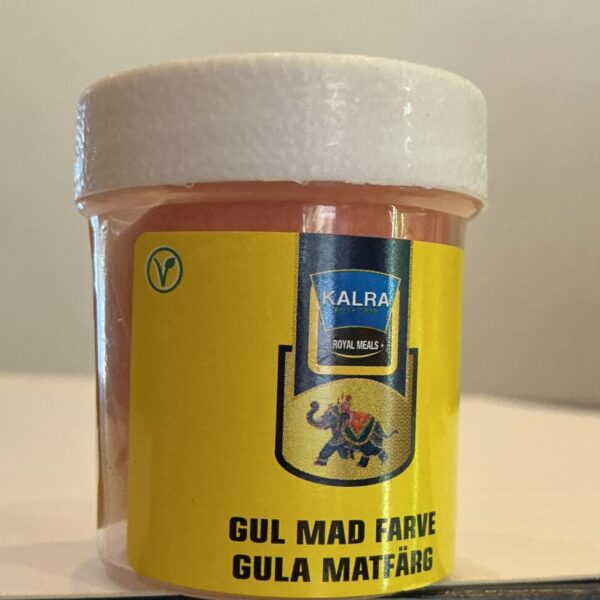 KALRA
ROYAL MEALS
GUL MAD FARVE
GULA MATFÄRG